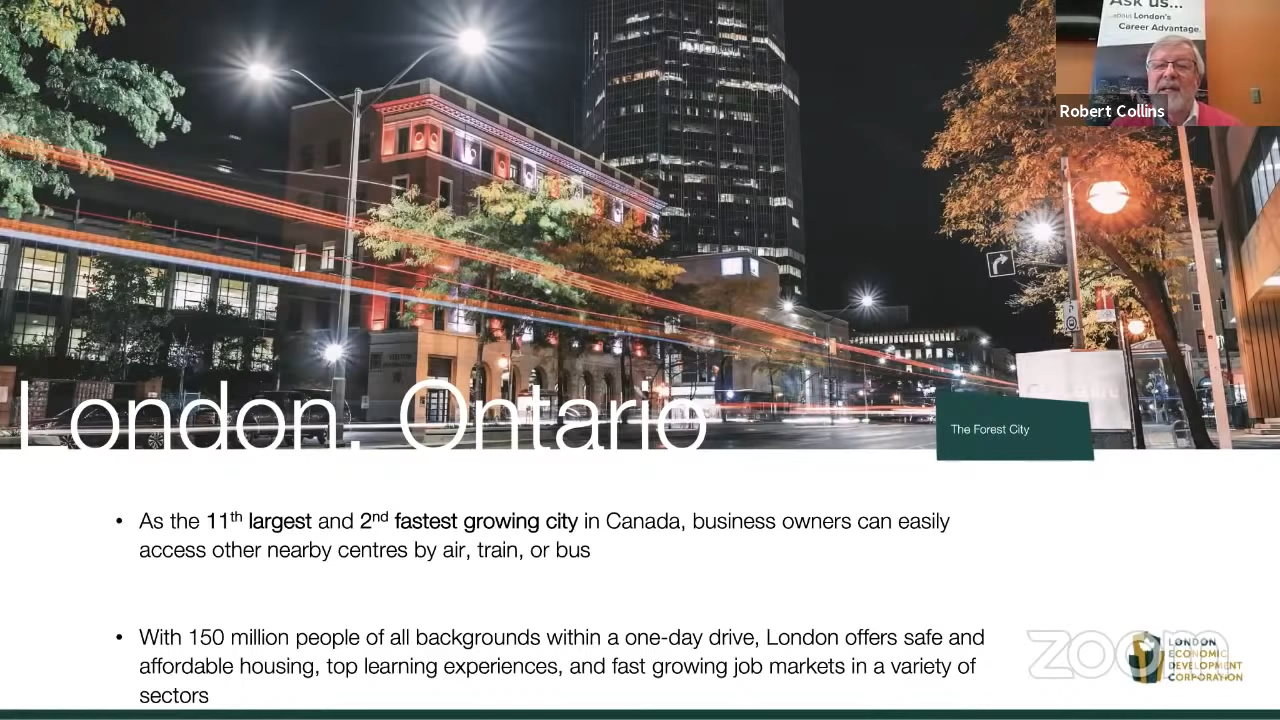 Ask us...
...about London's
Career Advantage.
Robert Collins
London, Ontario
The Forest City
• As the 11th largest and 2nd fastest growing city in Canada, business owners can easily
access other nearby centres by air, train, or bus
• With 150 million people of all backgrounds within a one-day drive, London offers safe and
affordable housing, top learning experiences, and fast growing job markets in a variety of
sectors
zoom
LONDON
ECONOMIC
DEVELOPMENT
CORPORATION